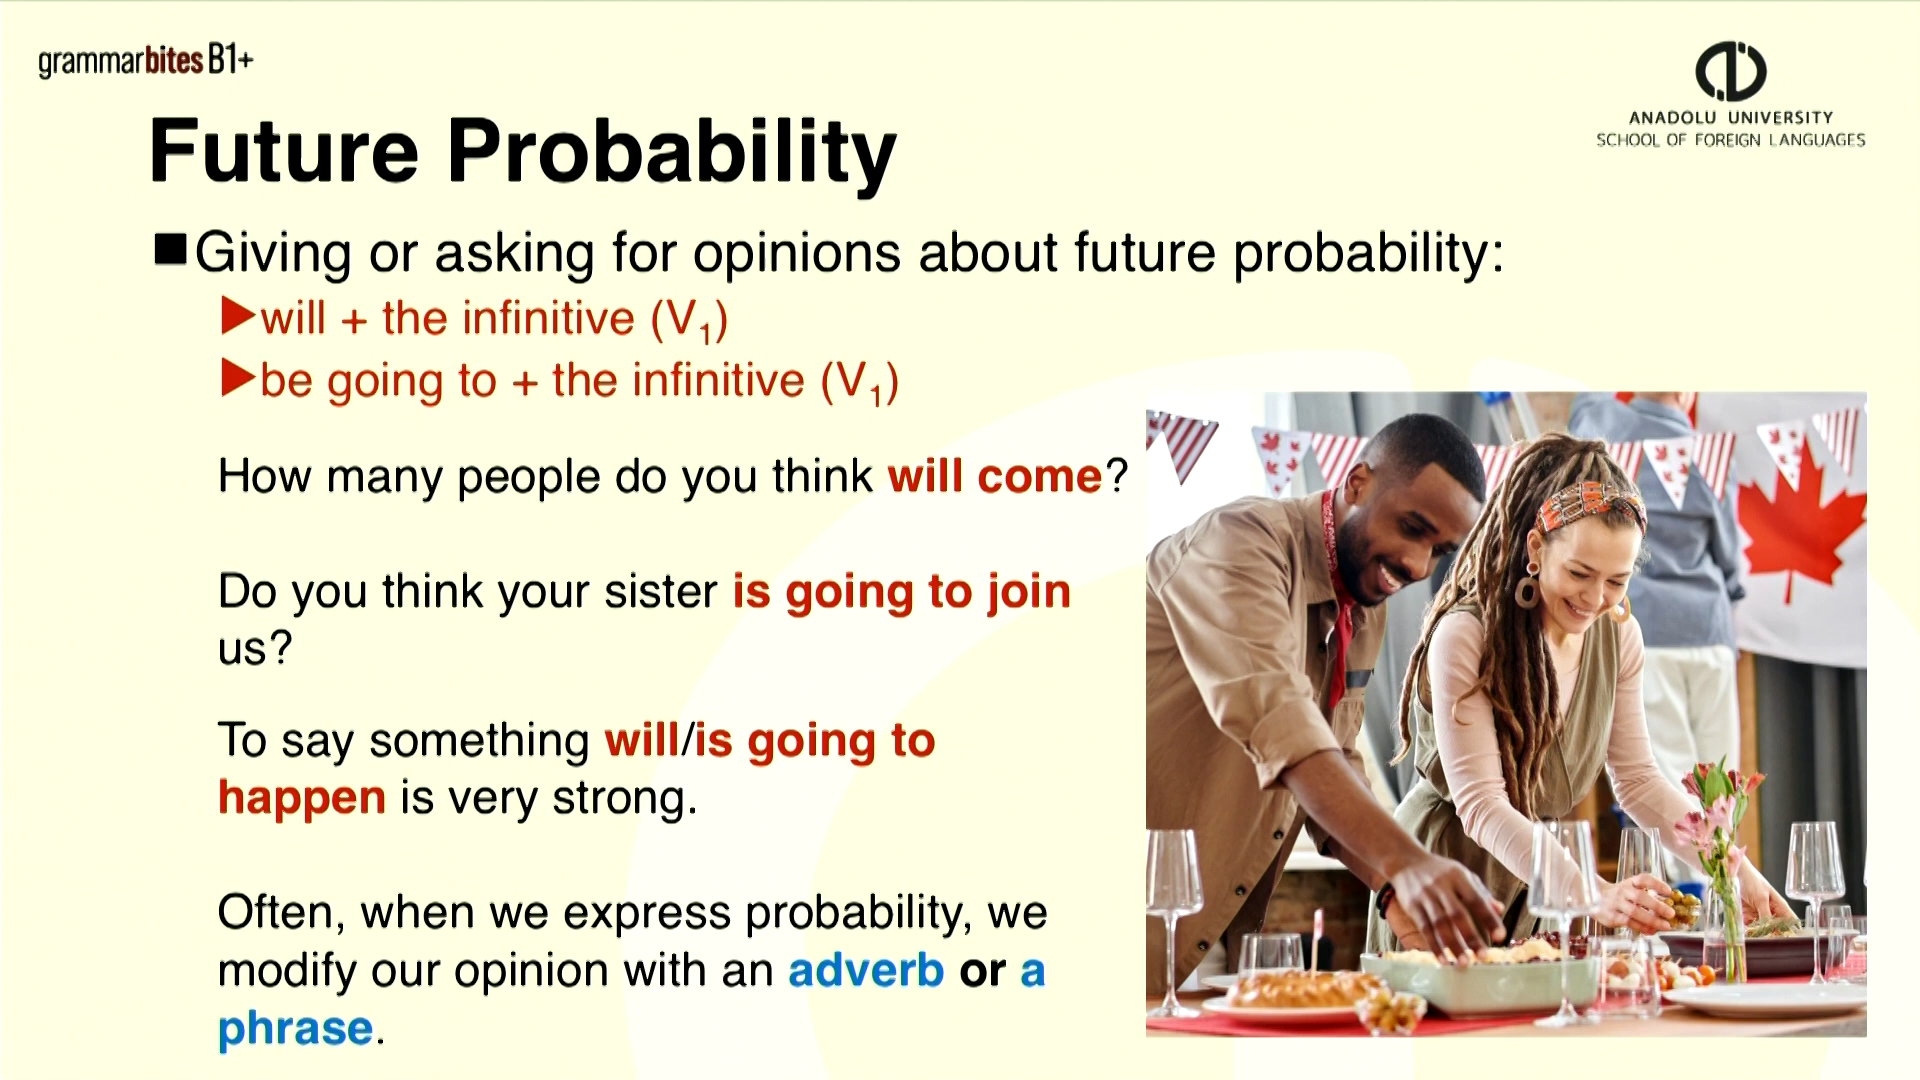 grammarbites B1+
ANADOLU UNIVERSITY
SCHOOL OF FOREIGN LANGUAGES
Future Probability
Giving or asking for opinions about future probability:
will + the infinitive (V₁)
be going to + the infinitive (V₁)
How many people do you think will come?
Do you think your sister is going to join
us?
To say something will/is going to
happen is very strong.
Often, when we express probability, we
modify our opinion with an adverb or a
phrase.